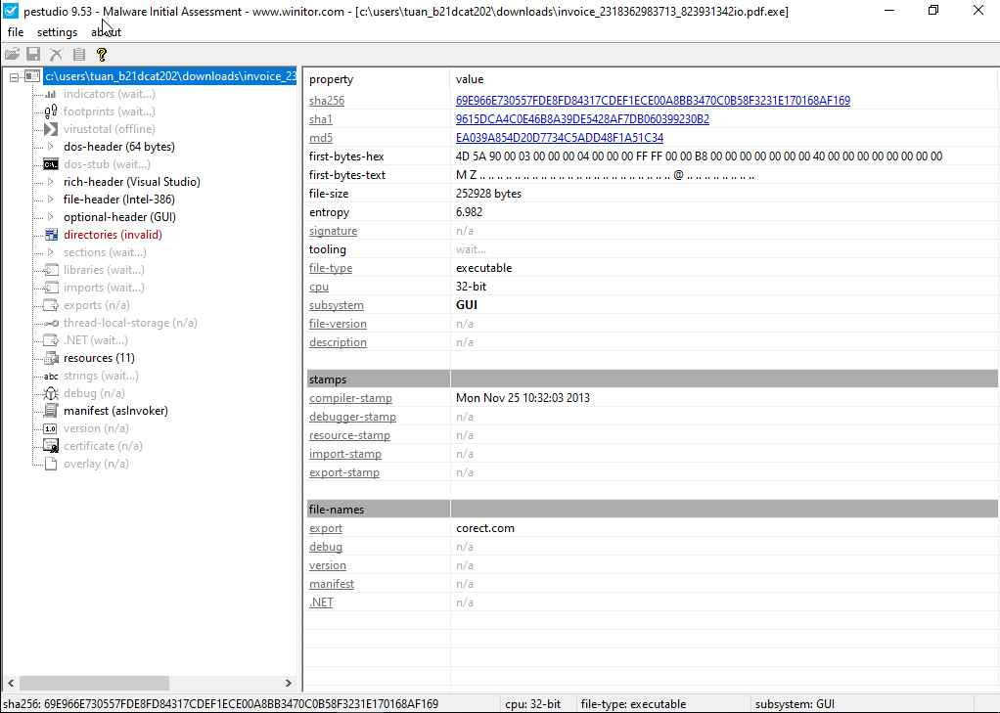 pestudio 9.53 - Malware Initial Assessment - www.winitor.com - [c:\users\tuan_b21dcat202\downloads\invoice_2318362983713_823931342io.pdf.exe]
file settings about
c:\users\tuan_b21dcat202\downloads\invoice_23
indicators (wait...)
footprints (wait...)
virustotal (offline)
dos-header (64 bytes)
dos-stub (wait...)
rich-header (Visual Studio)
file-header (Intel-386)
optional-header (GUI)
directories (invalid)
sections (wait...)
libraries (wait...)
imports (wait...)
exports (n/a)
thread-local-storage (n/a)
.NET (wait...)
resources (11)
abc strings (wait...)
debug (n/a)
manifest (asInvoker)
1.0 version (n/a)
certificate (n/a)
overlay (n/a)
property value
sha256 69E966E730557FDE8FD84317CDEF1ECE00A8BB3470C0B58F3231E170168AF169
sha1 9615DCA4C0E46B8A39DE5428AF7DB060399230B2
md5 EA039A854D20D7734C5ADD48F1A51C34
first-bytes-hex 4D 5A 90 00 03 00 00 00 04 00 00 00 FF FF 00 00 B8 00 00 00 00 00 00 00 40 00 00 00 00 00 00 00
first-bytes-text M Z .. .. .. .. .. .. .. .. .. .. .. .. .. .. .. .. .. .. .. .. .. .. @ .. .. .. .. .. .. ..
file-size 252928 bytes
entropy 6.982
signature n/a
tooling wait...
file-type executable
cpu 32-bit
subsystem GUI
file-version n/a
description n/a
stamps
compiler-stamp Mon Nov 25 10:32:03 2013
debugger-stamp n/a
resource-stamp n/a
import-stamp n/a
export-stamp n/a
file-names
export corect.com
debug n/a
version n/a
manifest n/a
.NET n/a
sha256: 69E966E730557FDE8FD84317CDEF1ECE00A8BB3470C0B58F3231E170168AF169 cpu: 32-bit file-type: executable subsystem: GUI